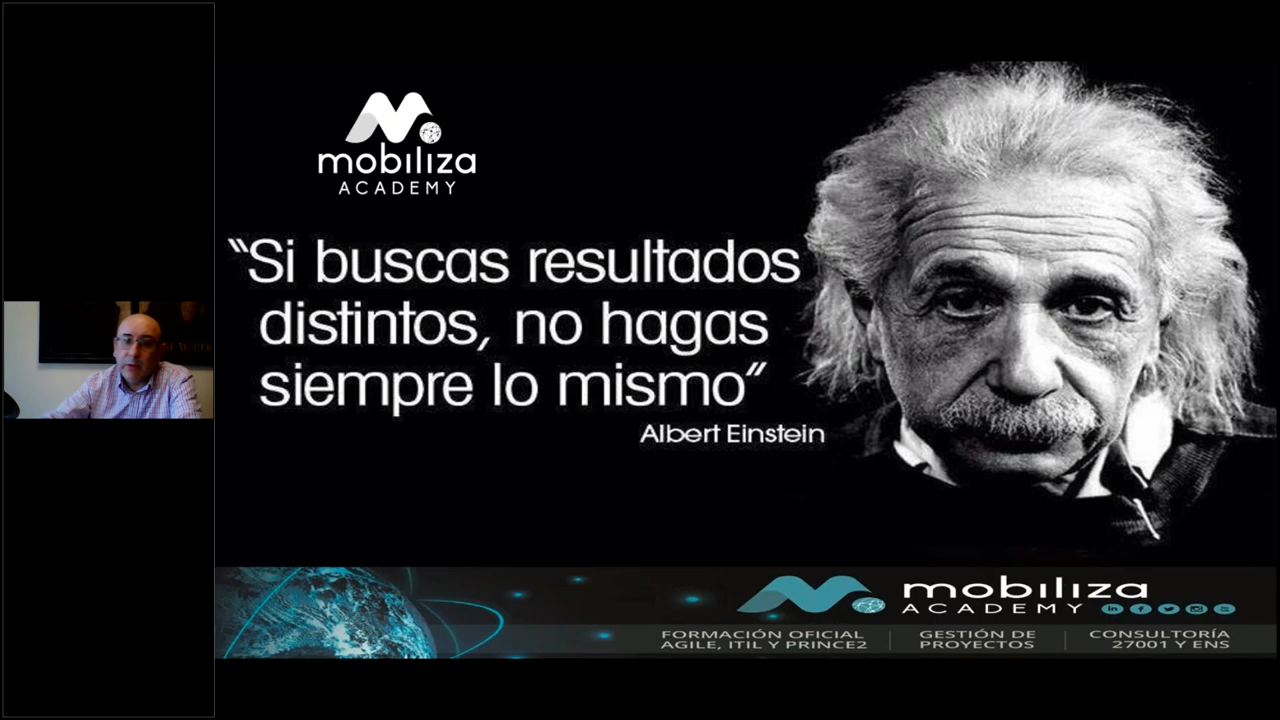 mobiliza
ACADEMY
“Si buscas resultados
distintos, no hagas
siempre lo mismo”
Albert Einstein
mobiliza
ACADEMY
FORMACIÓN OFICIAL
AGILE, ITIL Y PRINCE2
GESTIÓN DE
PROYECTOS
CONSULTORÍA
27001 Y ENS